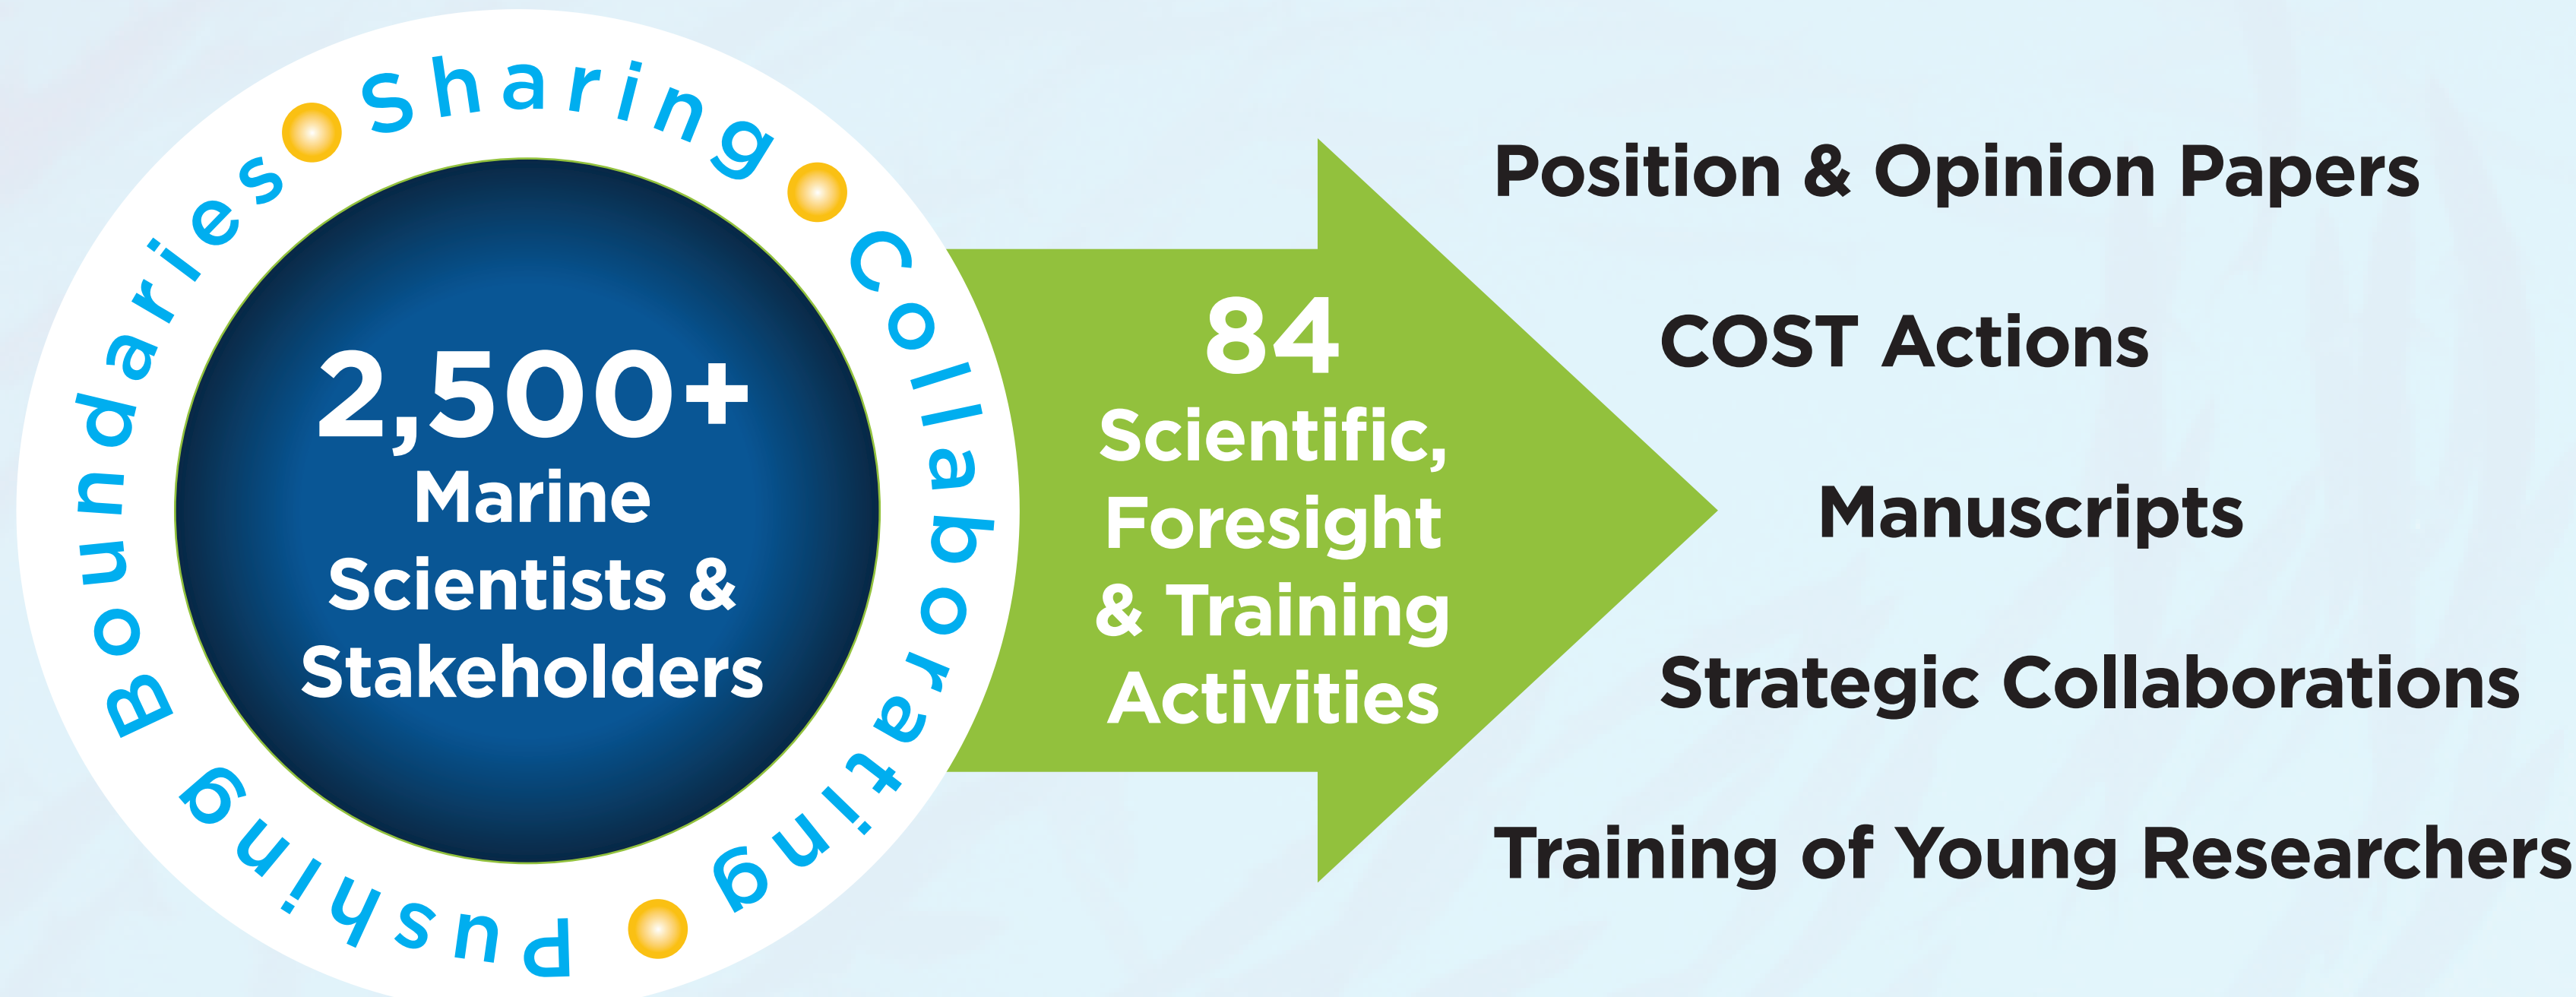 Sharing
Collaborating
Pushing Boundaries
2,500+
Marine
Scientists &
Stakeholders
84
Scientific,
Foresight
& Training
Activities
Position & Opinion Papers
COST Actions
Manuscripts
Strategic Collaborations
Training of Young Researchers